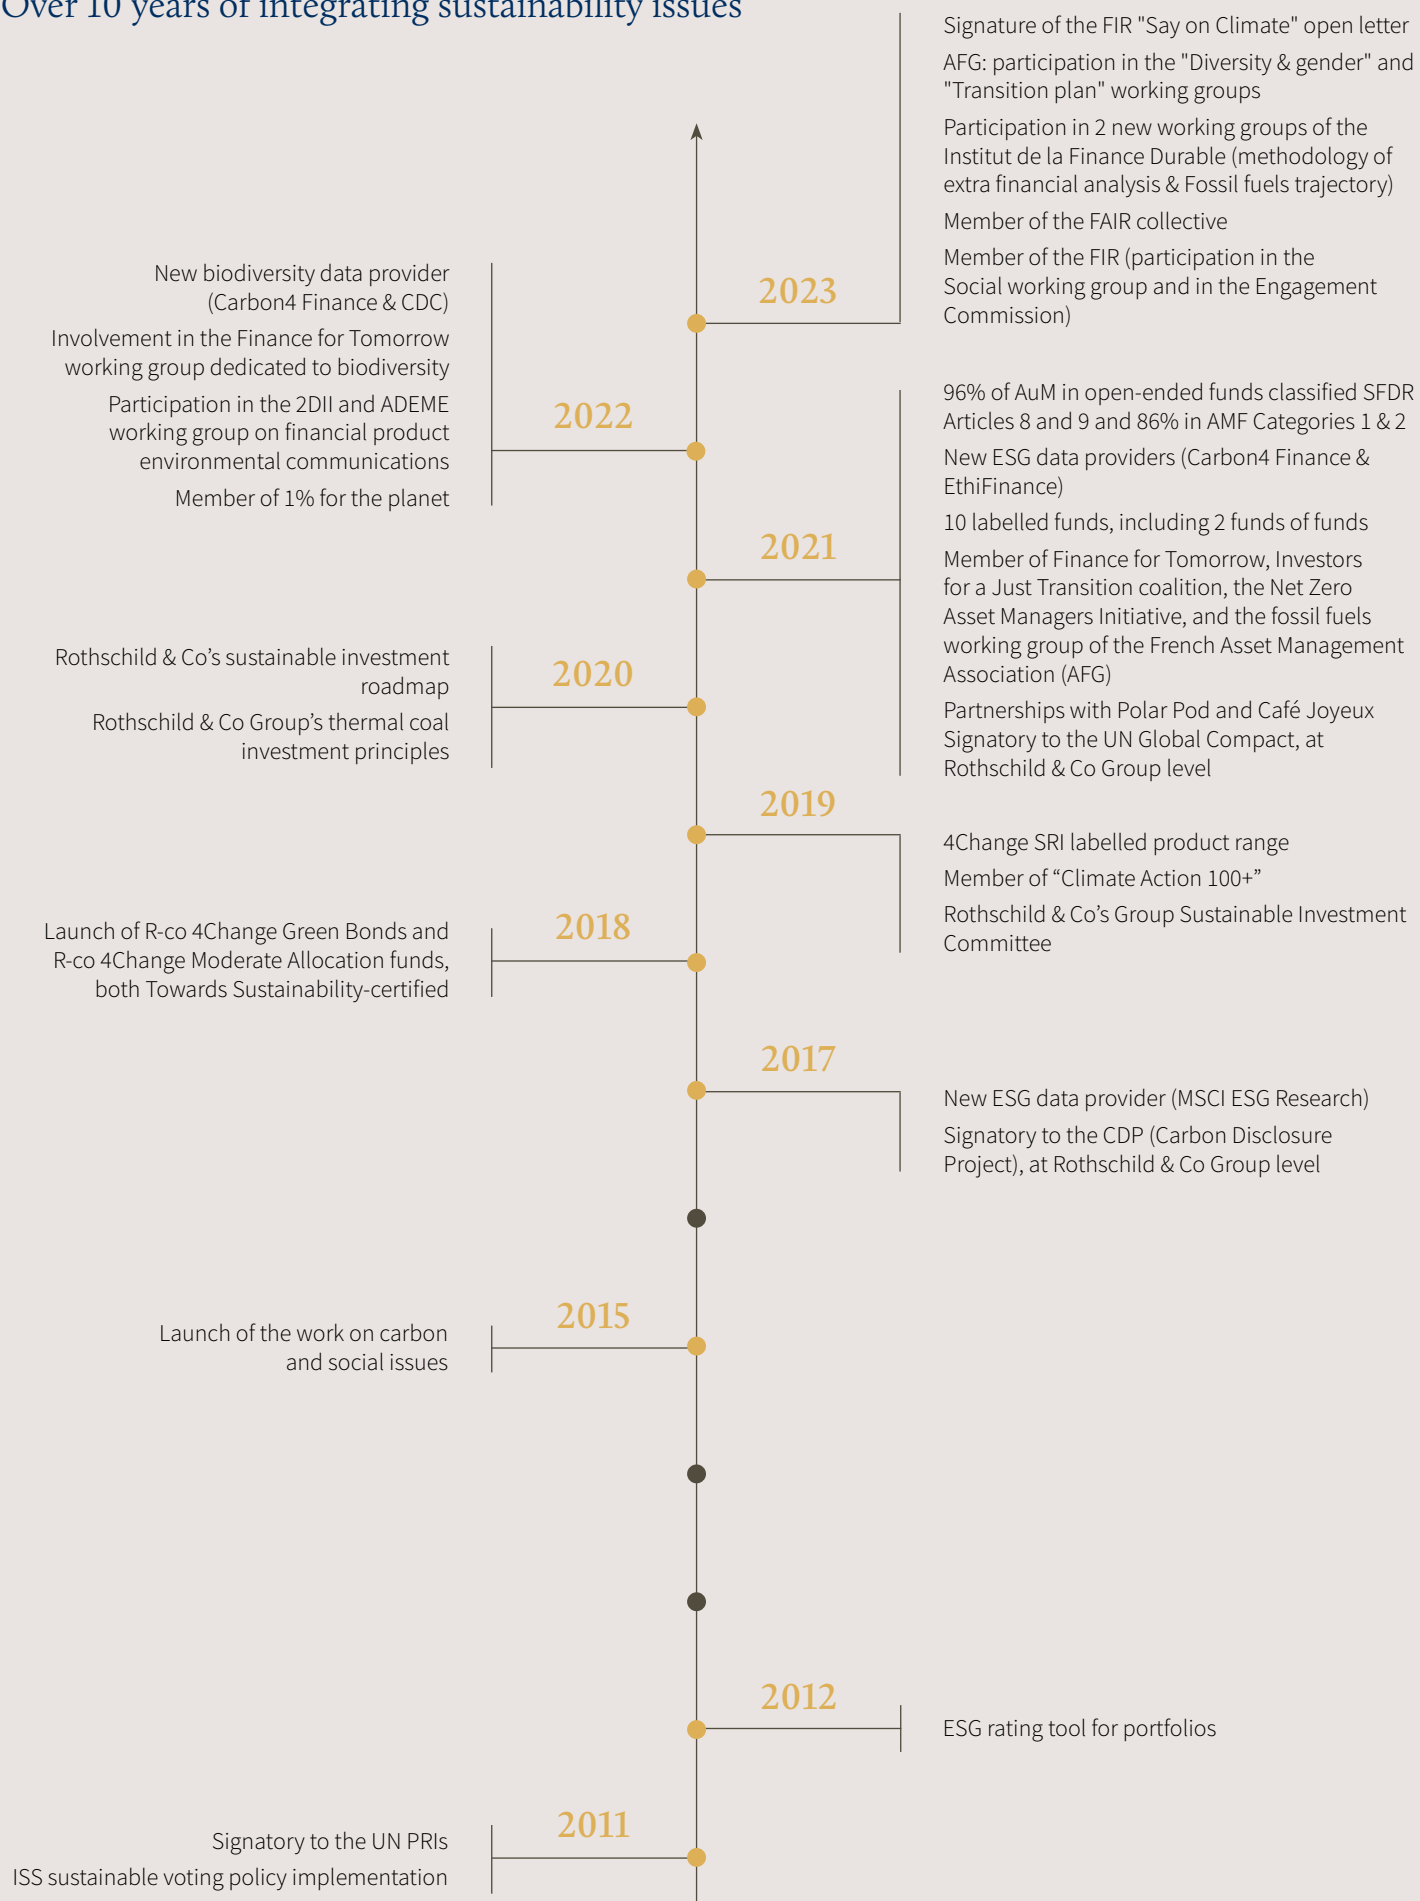 Over 10 years of integrating sustainability issues
2023
Signature of the FIR "Say on Climate" open letter
AFG: participation in the "Diversity & gender" and
"Transition plan" working groups
Participation in 2 new working groups of the
Institut de la Finance Durable (methodology of
extra financial analysis & Fossil fuels trajectory)
Member of the FAIR collective
Member of the FIR (participation in the
Social working group and in the Engagement
Commission)
2022
New biodiversity data provider
(Carbon4 Finance & CDC)
Involvement in the Finance for Tomorrow
working group dedicated to biodiversity
Participation in the 2DII and ADEME
working group on financial product
environmental communications
Member of 1% for the planet
2021
96% of AuM in open-ended funds classified SFDR
Articles 8 and 9 and 86% in AMF Categories 1 & 2
New ESG data providers (Carbon4 Finance &
EthiFinance)
10 labelled funds, including 2 funds of funds
Member of Finance for Tomorrow, Investors
for a Just Transition coalition, the Net Zero
Asset Managers Initiative, and the fossil fuels
working group of the French Asset Management
Association (AFG)
Partnerships with Polar Pod and Café Joyeux
Signatory to the UN Global Compact, at
Rothschild & Co Group level
2020
Rothschild & Co’s sustainable investment
roadmap
Rothschild & Co Group’s thermal coal
investment principles
2019
4Change SRI labelled product range
Member of “Climate Action 100+”
Rothschild & Co’s Group Sustainable Investment
Committee
2018
Launch of R-co 4Change Green Bonds and
R-co 4Change Moderate Allocation funds,
both Towards Sustainability-certified
2017
New ESG data provider (MSCI ESG Research)
Signatory to the CDP (Carbon Disclosure
Project), at Rothschild & Co Group level
2015
Launch of the work on carbon
and social issues
2012
ESG rating tool for portfolios
2011
Signatory to the UN PRIs
ISS sustainable voting policy implementation